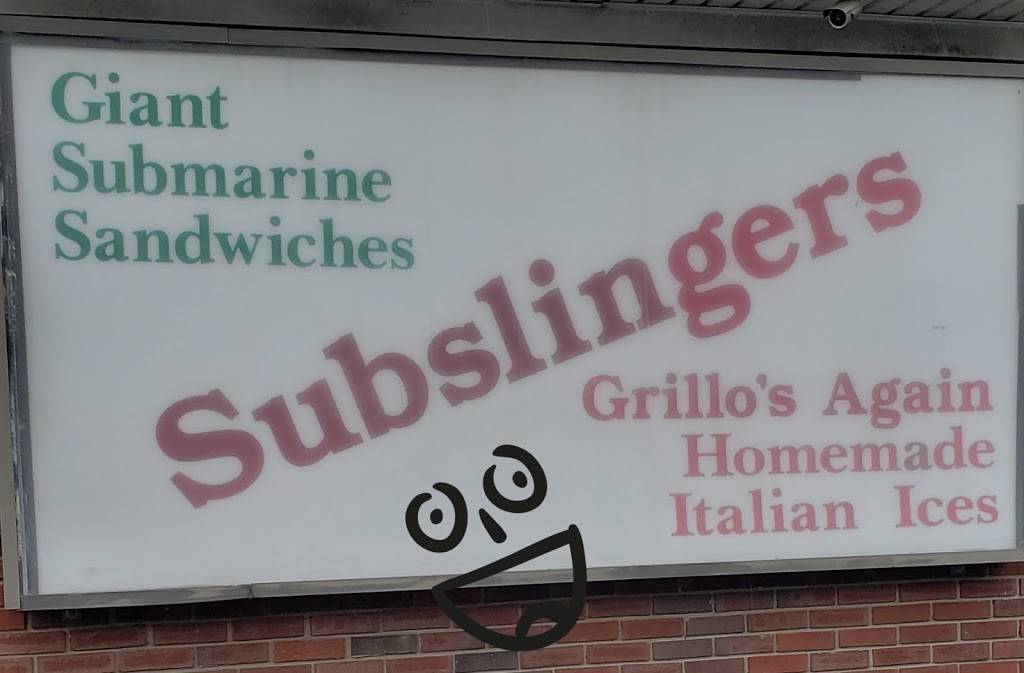 Giant
Submarine
Sandwiches
Subslingers
Grillo's Again
Homemade
Italian Ices